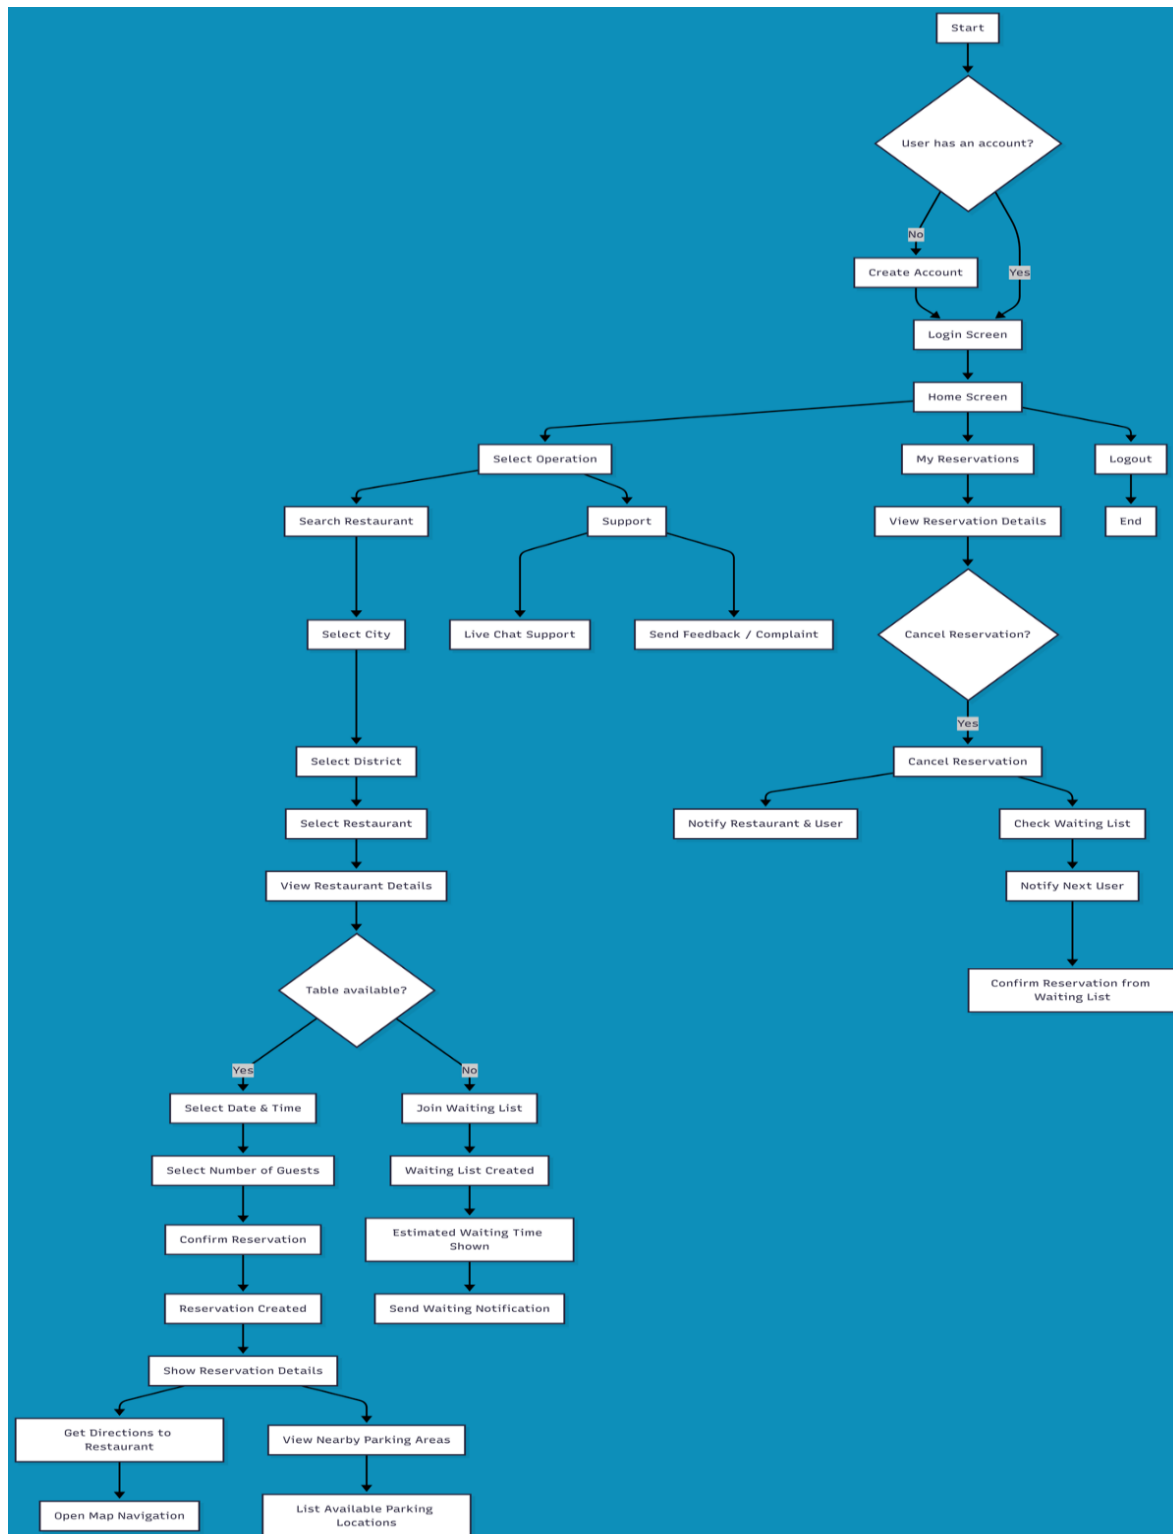 Start
User has an account?
No
Create Account
Yes
Login Screen
Home Screen
Select Operation
My Reservations
Logout
Search Restaurant
Support
View Reservation Details
End
Select City
Live Chat Support
Send Feedback / Complaint
Cancel Reservation?
Yes
Select District
Cancel Reservation
Select Restaurant
Notify Restaurant & User
Check Waiting List
View Restaurant Details
Notify Next User
Table available?
Confirm Reservation from
Waiting List
Yes
No
Select Date & Time
Join Waiting List
Select Number of Guests
Waiting List Created
Confirm Reservation
Estimated Waiting Time
Shown
Reservation Created
Send Waiting Notification
Show Reservation Details
Get Directions to
Restaurant
View Nearby Parking Areas
Open Map Navigation
List Available Parking
Locations